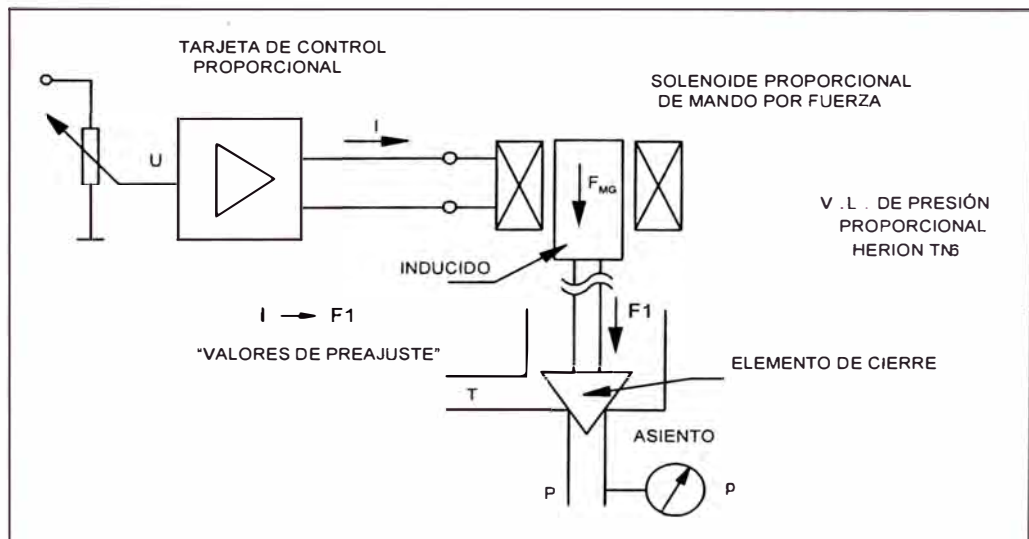 TARJETA DE CONTROL
PROPORCIONAL
SOLENOIDE PROPORCIONAL
DE MANDO POR FUERZA
U
I
F MG
V .L . DE PRESIÓN
PROPORCIONAL
HERION TN6
INDUCIDO
I → F1
F1
"VALORES DE PREAJUSTE"
ELEMENTO DE CIERRE
T
ASIENTO
P
p